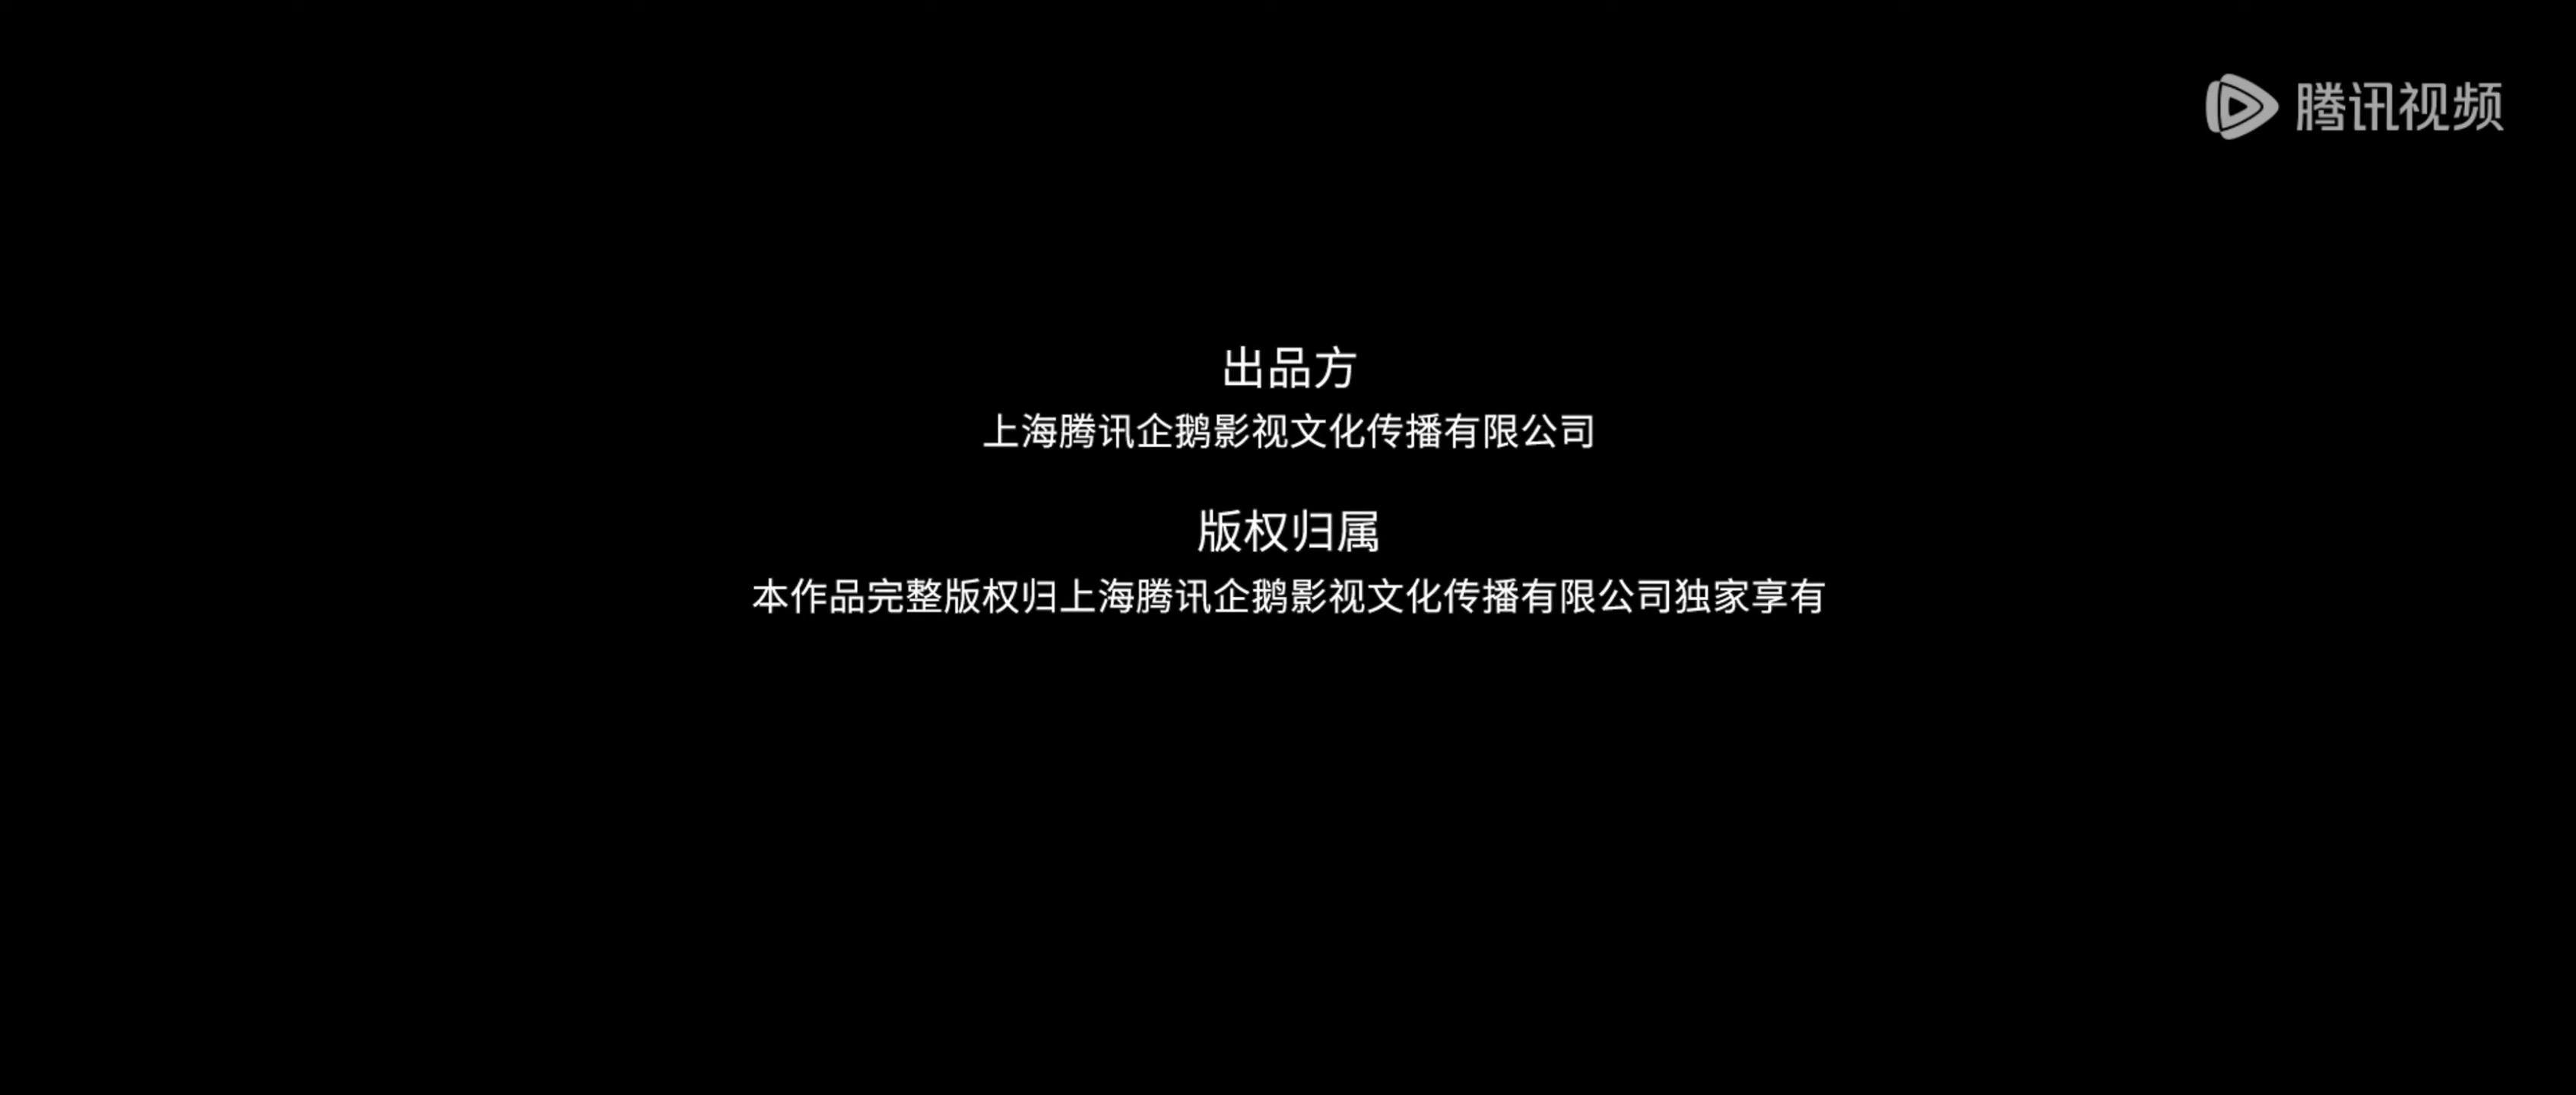 腾讯视频
出品方
上海腾讯企鹅影视文化传播有限公司
版权归属
本作品完整版权归上海腾讯企鹅影视文化传播有限公司独家享有